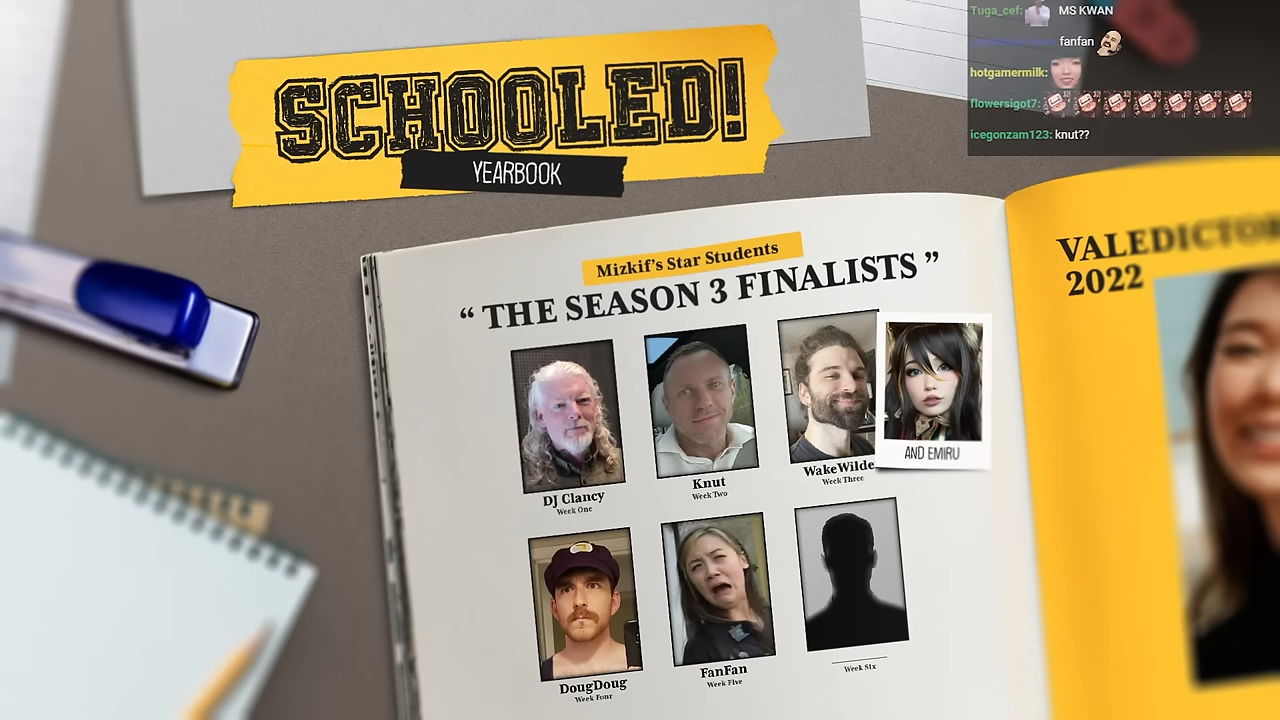 SCHOOLED!
YEARBOOK
Tuga_cef: MS KWAN
fanfan
hotgamermilk:
flowersigot7:
icegonzam123: knut??
Mizkif's Star Students
“ THE SEASON 3 FINALISTS ”
DJ Clancy
Week One
Knut
Week Two
WakeWilde
Week Three
AND EMIRU
DougDoug
Week Four
FanFan
Week Five
Week Six
VALEDICTOR
2022